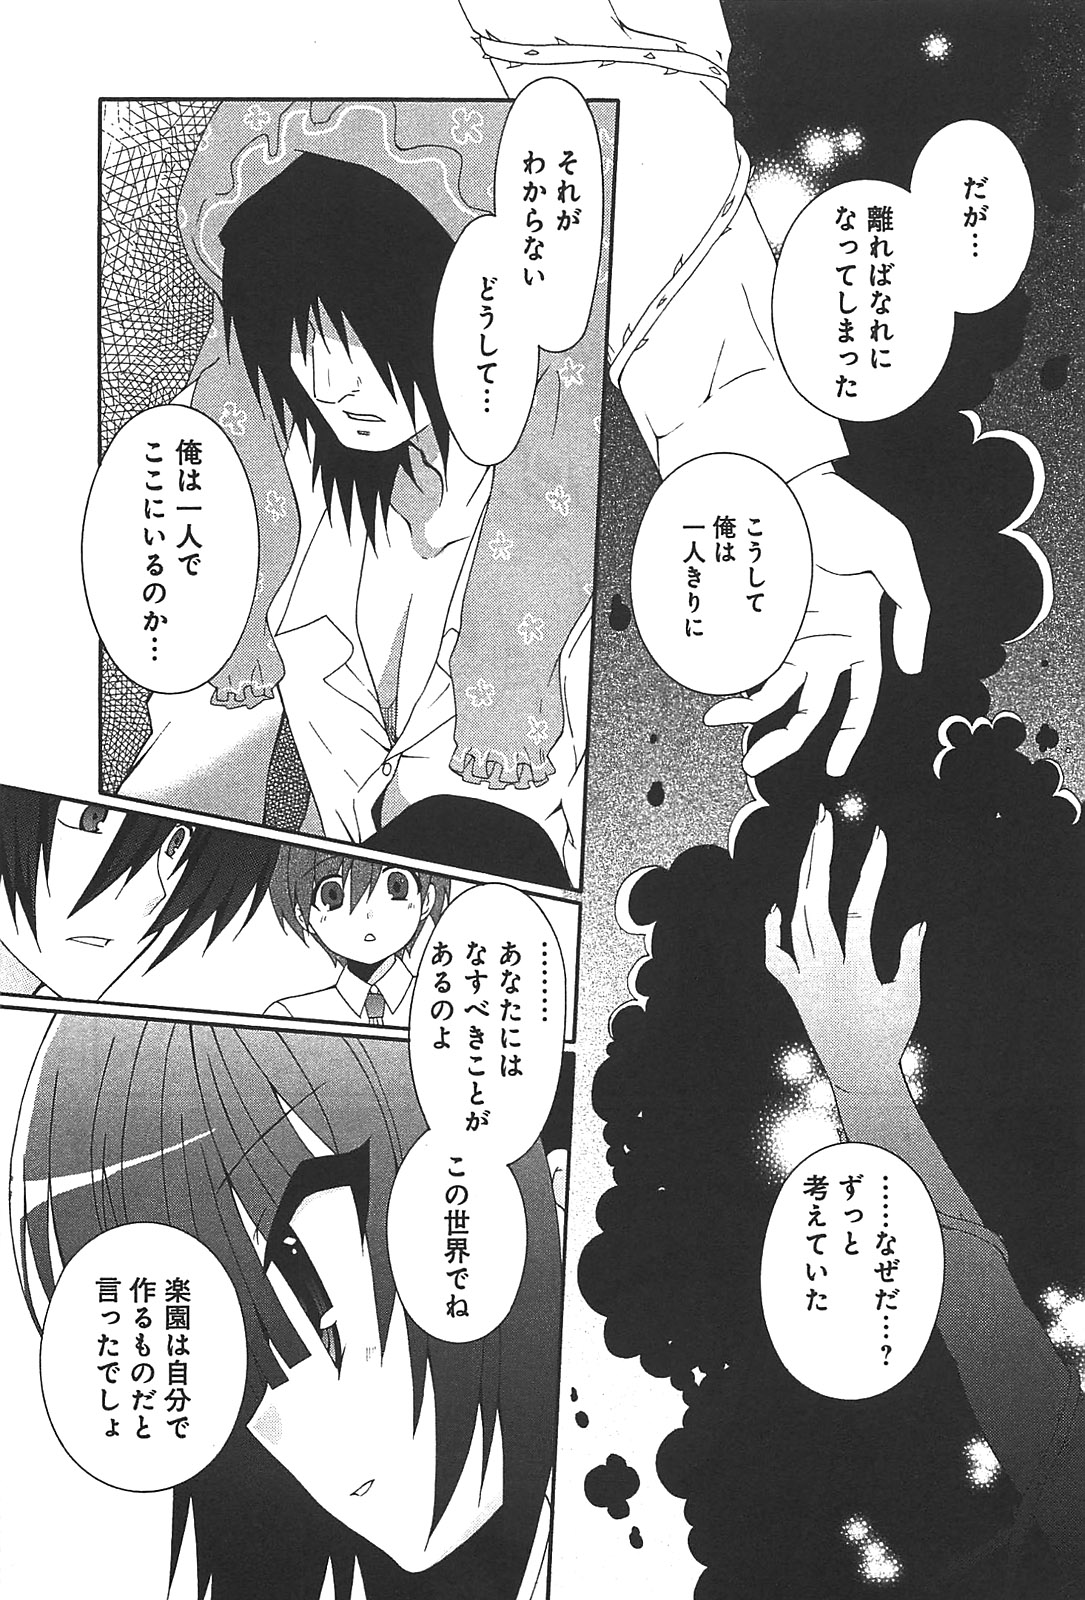 だが…
離ればなれに
なってしまった
こうして
俺は
一人きりに
……なぜだ…?
ずっと
考えていた
それが
わからない
どうして…
俺は一人で
ここにいるのか…
………
あなたには
なすべきことが
あるのよ
この世界でね
楽園は自分で
作るものだと
言ったでしょ